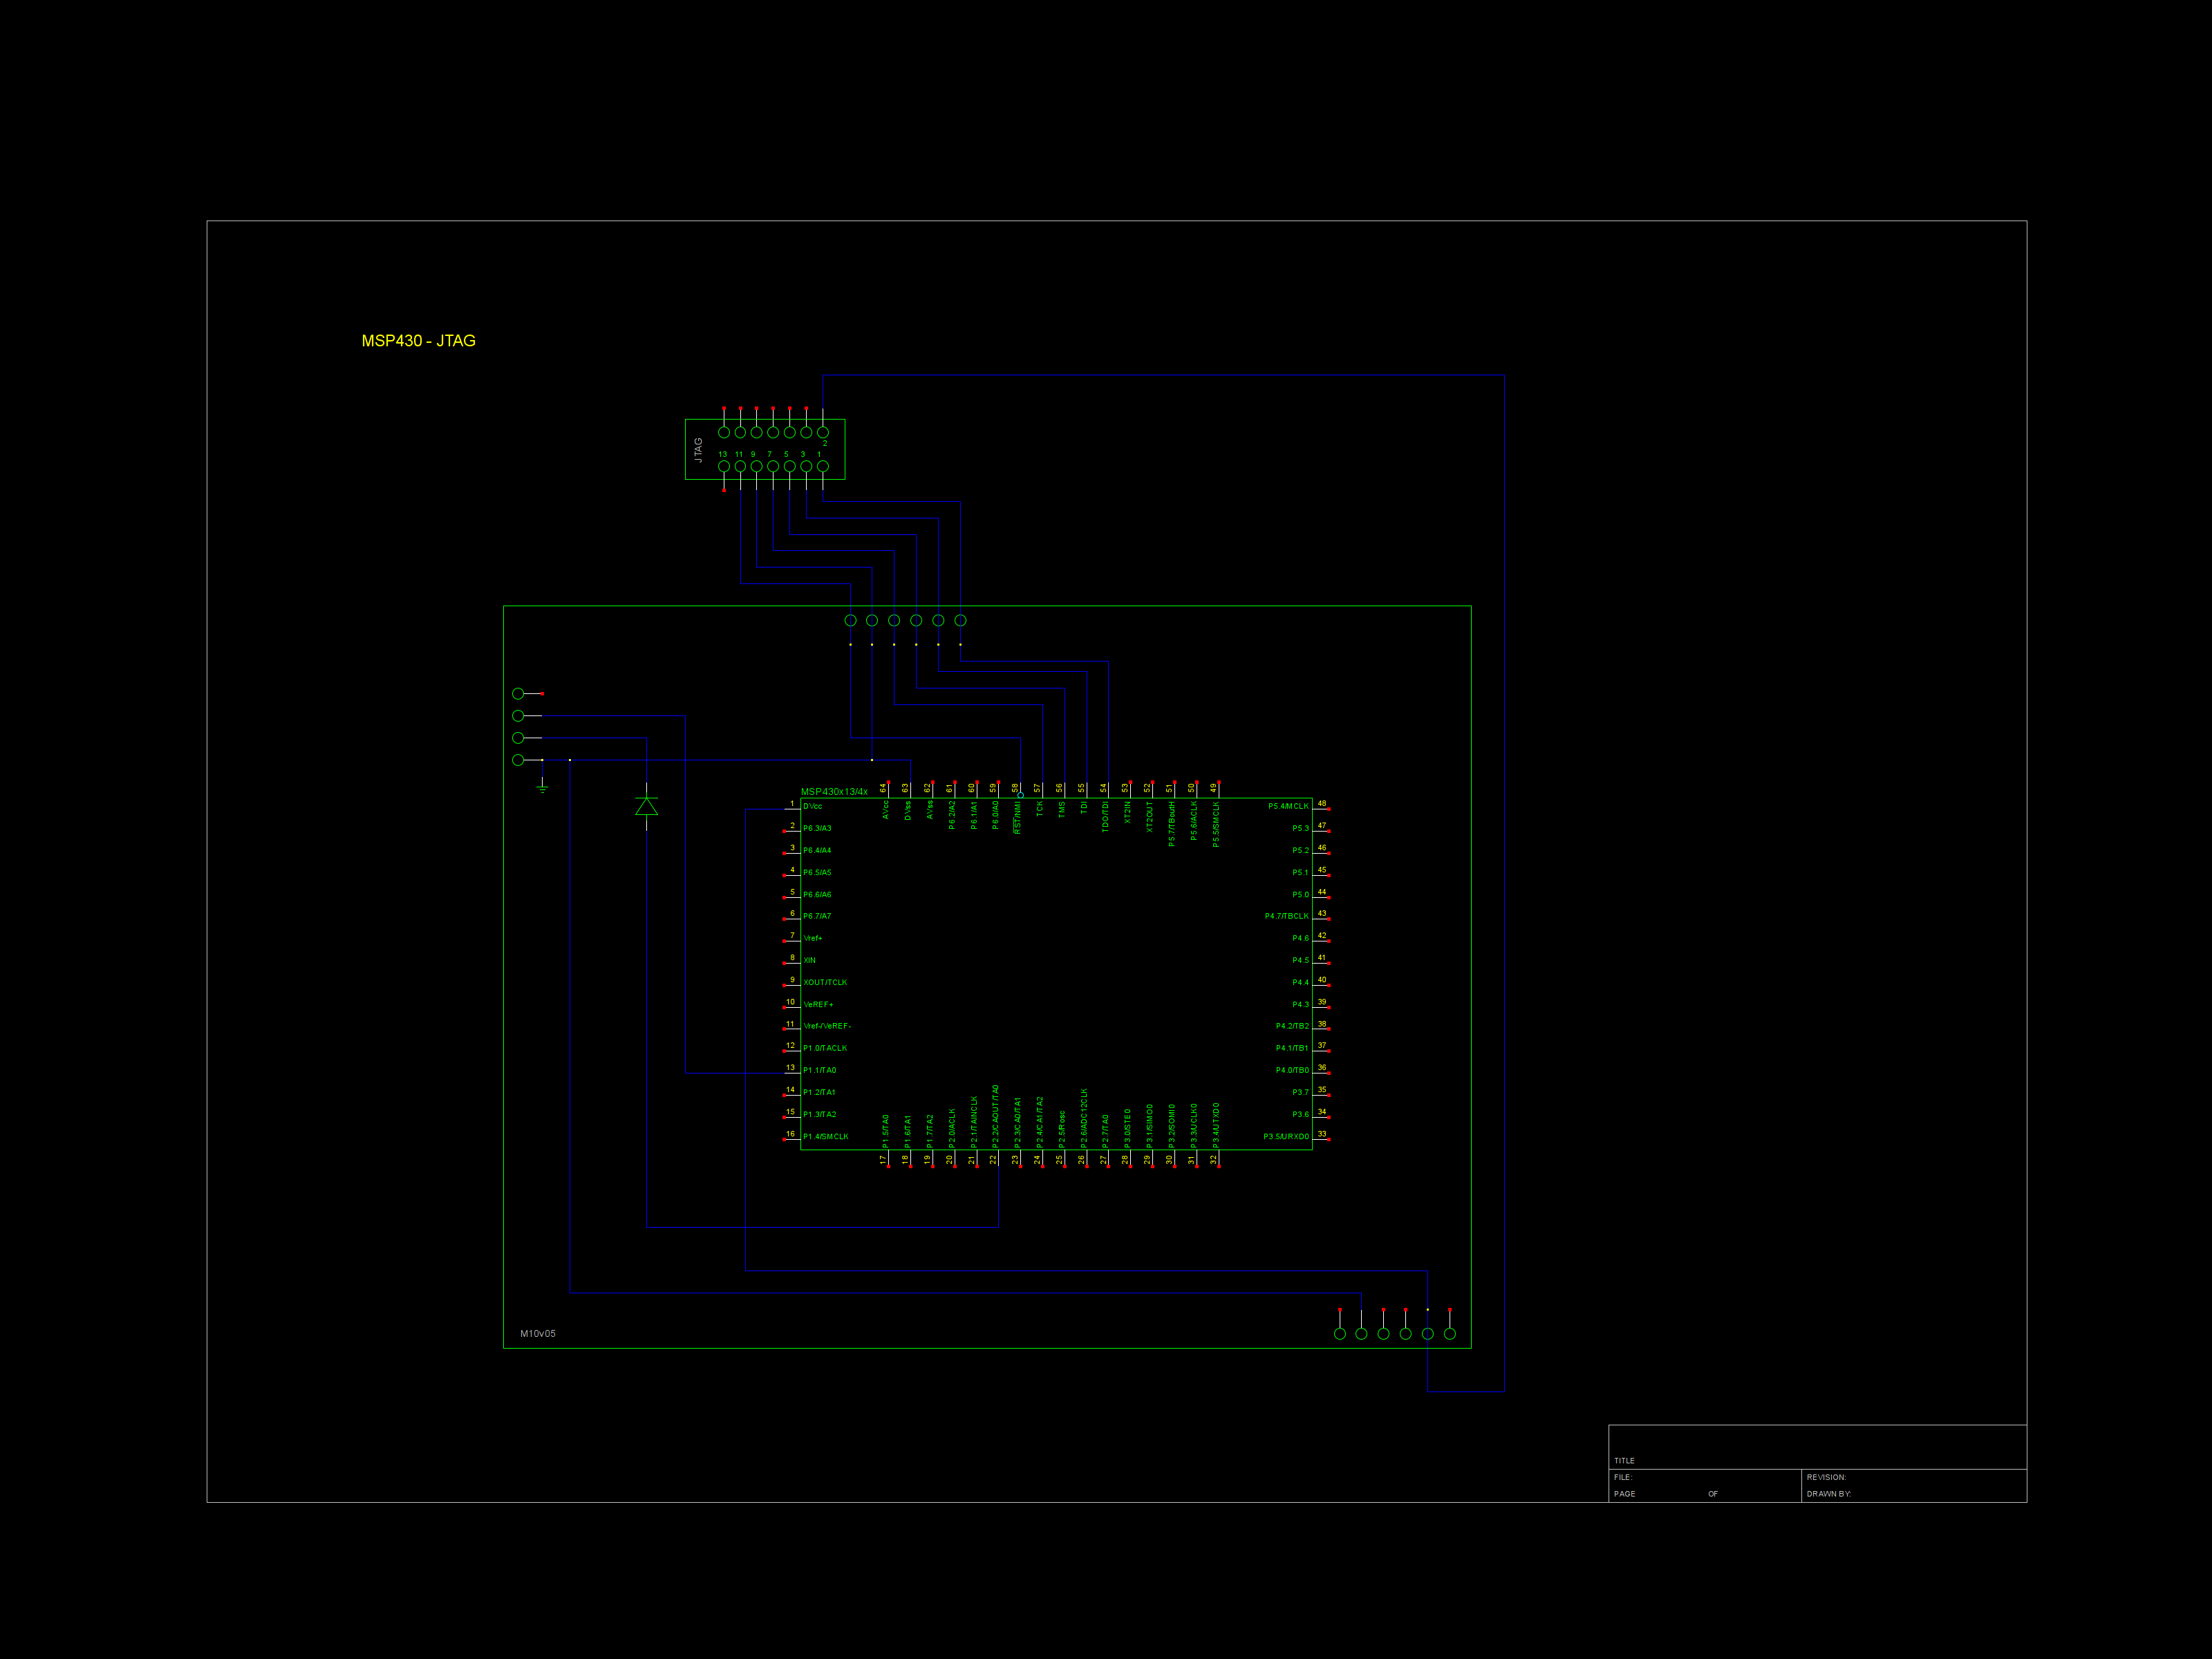 MSP430 - JTAG
JTAG
2
13 11 9 7 5 3 1
MSP430x13/4x
64 63 62 61 60 59 58 57 56 55 54 53 52 51 50 49
AVcc DVss AVss P6.2/A2 P6.1/A1 P6.0/A0 RST/NMI TCK TMS TDI TDO/TDI XT2IN XT2OUT P5.7/TBoutH P5.6/ACLK P5.5/SMCLK
1 DVcc P5.4/MCLK 48
2 P6.3/A3 P5.3 47
3 P6.4/A4 P5.2 46
4 P6.5/A5 P5.1 45
5 P6.6/A6 P5.0 44
6 P6.7/A7 P4.7/TBCLK 43
7 Vref+ P4.6 42
8 XIN P4.5 41
9 XOUT/TCLK P4.4 40
10 VeREF+ P4.3 39
11 Vref-/VeREF- P4.2/TB2 38
12 P1.0/TACLK P4.1/TB1 37
13 P1.1/TA0 P4.0/TB0 36
14 P1.2/TA1 P3.7 35
15 P1.3/TA2 P3.6 34
16 P1.4/SMCLK P3.5/URXD0 33
P1.5/TA0 P1.6/TA1 P1.7/TA2 P2.0/ACLK P2.1/TAINCLK P2.2/CAOUT/TA0 P2.3/CA0/TA1 P2.4/CA1/TA2 P2.5/Rosc P2.6/ADC12CLK P2.7/TA0 P3.0/STE0 P3.1/SIMO0 P3.2/SOMI0 P3.3/UCLK0 P3.4/UTXD0
17 18 19 20 21 22 23 24 25 26 27 28 29 30 31 32
M10v05
TITLE
FILE: REVISION:
PAGE OF DRAWN BY: